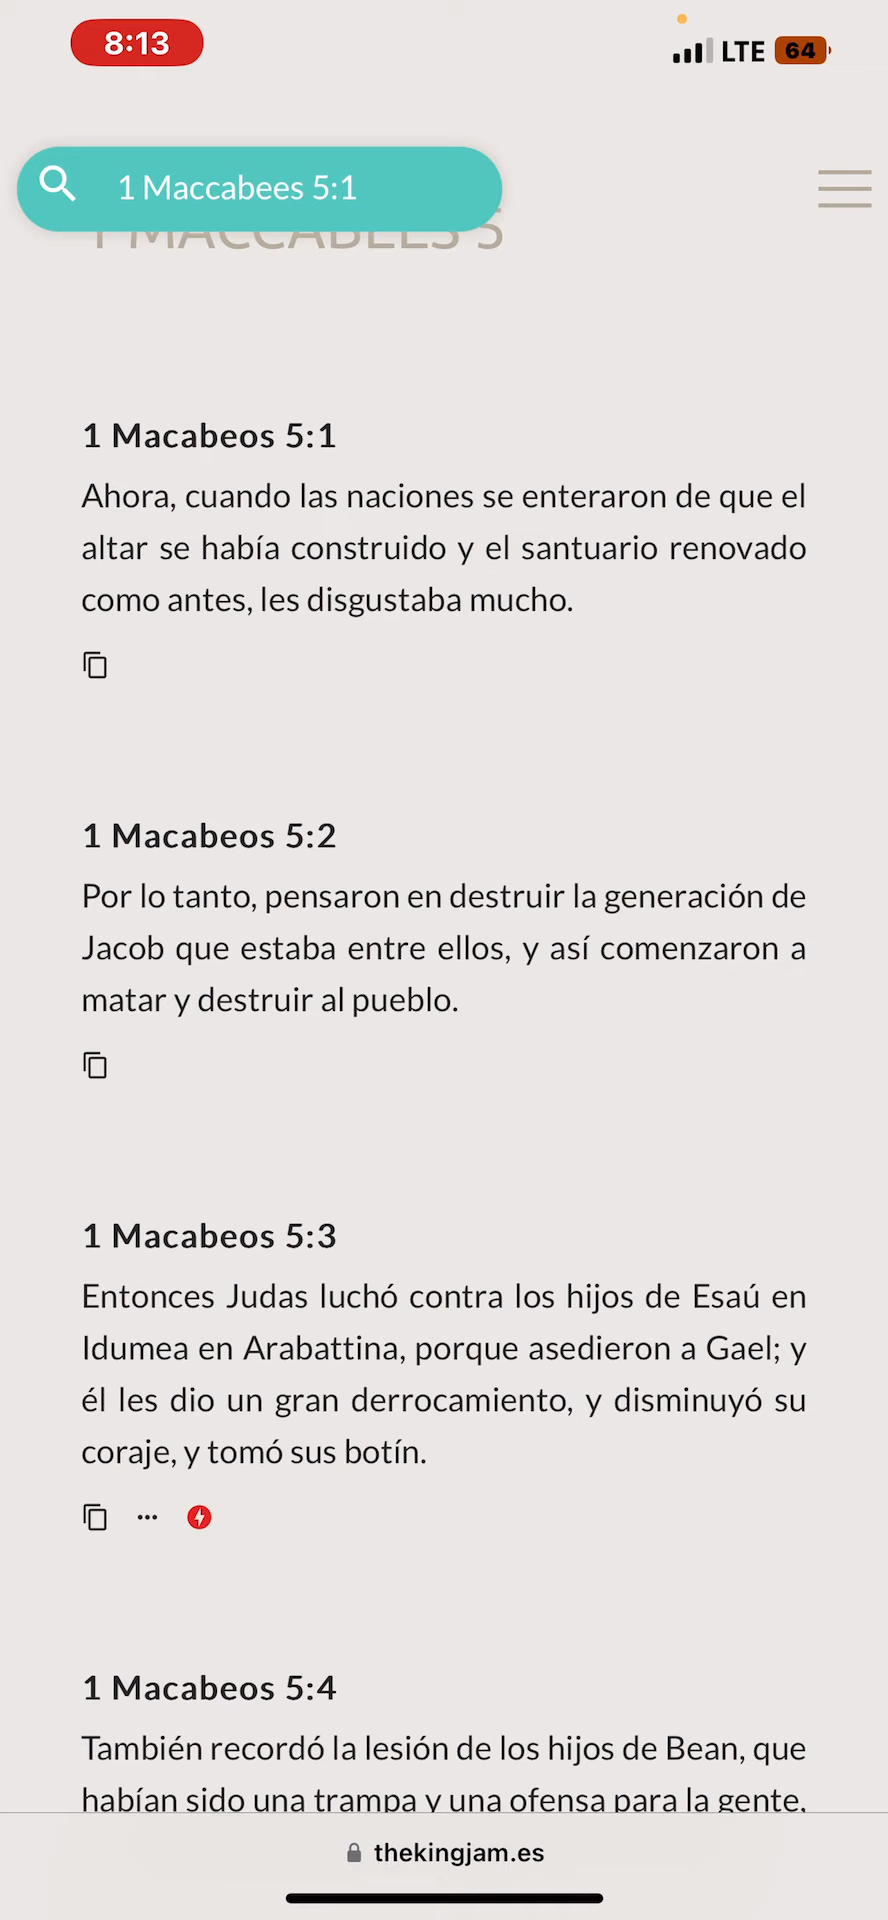 8:13
LTE 64
1 Maccabees 5:1
1 MACCABEES 5
1 Macabeos 5:1
Ahora, cuando las naciones se enteraron de que el
altar se había construido y el santuario renovado
como antes, les disgustaba mucho.
1 Macabeos 5:2
Por lo tanto, pensaron en destruir la generación de
Jacob que estaba entre ellos, y así comenzaron a
matar y destruir al pueblo.
1 Macabeos 5:3
Entonces Judas luchó contra los hijos de Esaú en
Idumea en Arabattina, porque asedieron a Gael; y
él les dio un gran derrocamiento, y disminuyó su
coraje, y tomó sus botín.
1 Macabeos 5:4
También recordó la lesión de los hijos de Bean, que
habían sido una trampa y una ofensa para la gente,
thekingjam.es